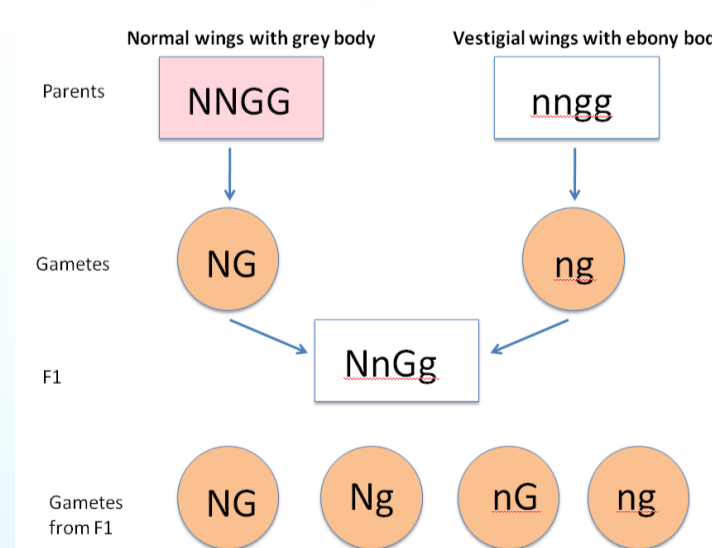 Normal wings with grey body
Vestigial wings with ebony
Parents
NNGG
nngg
Gametes
NG
ng
F1
NnGg
Gametes
from F1
NG
Ng
nG
ng